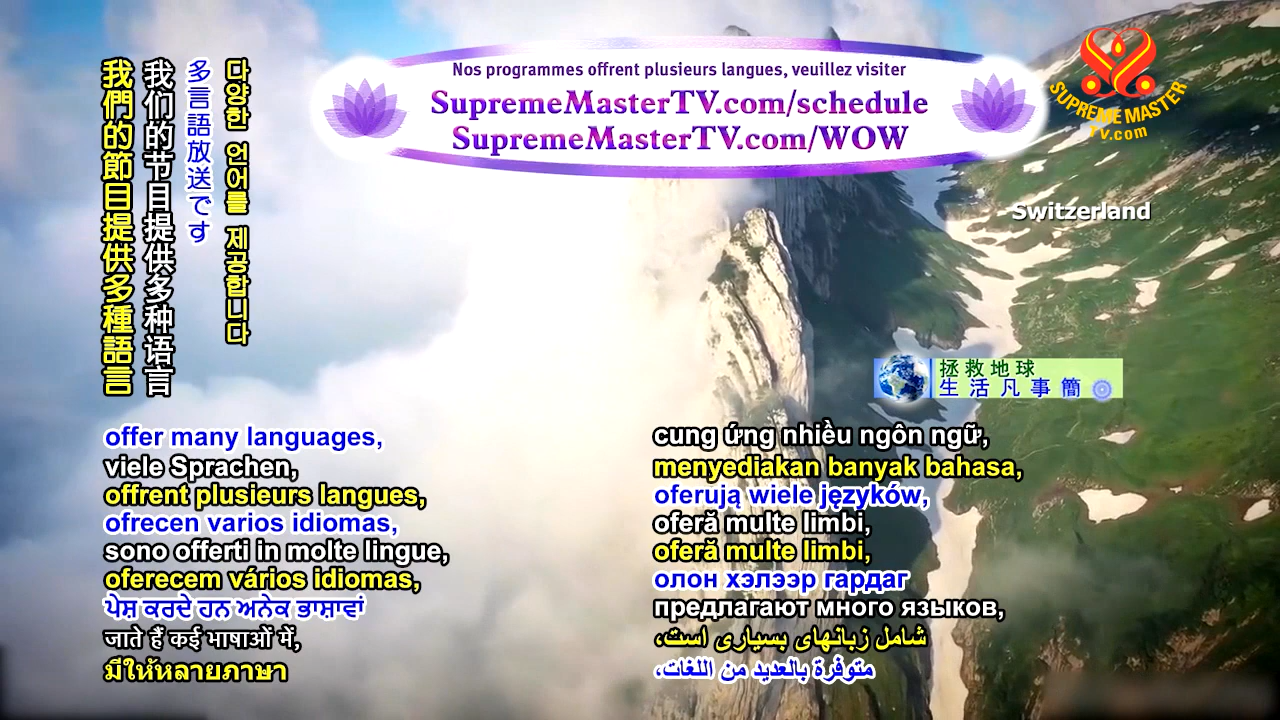 Nos programmes offrent plusieurs langues, veuillez visiter
SupremeMasterTV.com/schedule
SupremeMasterTV.com/WOW
SUPREME MASTER
TV.com
Switzerland
我們的節目提供多種語言
我们的节目提供多种语言
多言語放送です
다양한 언어를 제공합니다
拯救地球
生活凡事簡
offer many languages,
viele Sprachen,
offrent plusieurs langues,
ofrecen varios idiomas,
sono offerti in molte lingue,
oferecem vários idiomas,
ਪੇਸ਼ ਕਰਦੇ ਹਨ ਅਨੇਕ ਭਾਸ਼ਾਵਾਂ
जाते हैं कई भाषाओं में,
มีให้หลายภาษา
cung ứng nhiều ngôn ngữ,
menyediakan banyak bahasa,
oferują wiele języków,
oferă multe limbi,
oferă multe limbi,
олон хэлээр гардаг
предлагают много языков,
شامل زبانهای بسیاری است،
متوفرة بالعديد من اللغات،